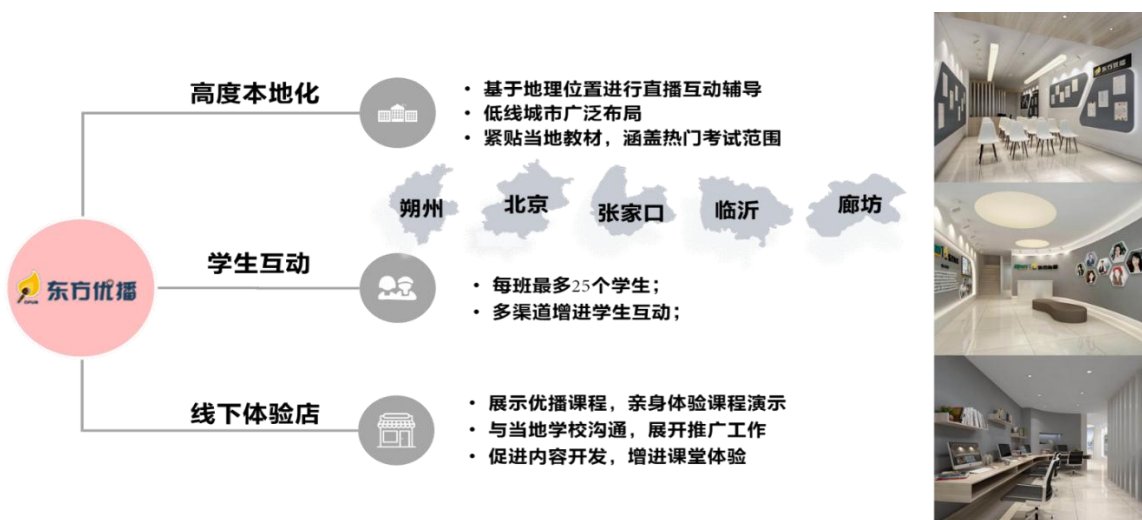 高度本地化
• 基于地理位置进行直播互动辅导
• 低线城市广泛布局
• 紧贴当地教材，涵盖热门考试范围
朔州
北京
张家口
临沂
廊坊
东方优播
学生互动
• 每班最多25个学生；
• 多渠道增进学生互动；
线下体验店
• 展示优播课程，亲身体验课程演示
• 与当地学校沟通，展开推广工作
• 促进内容开发，增进课堂体验
东方优播